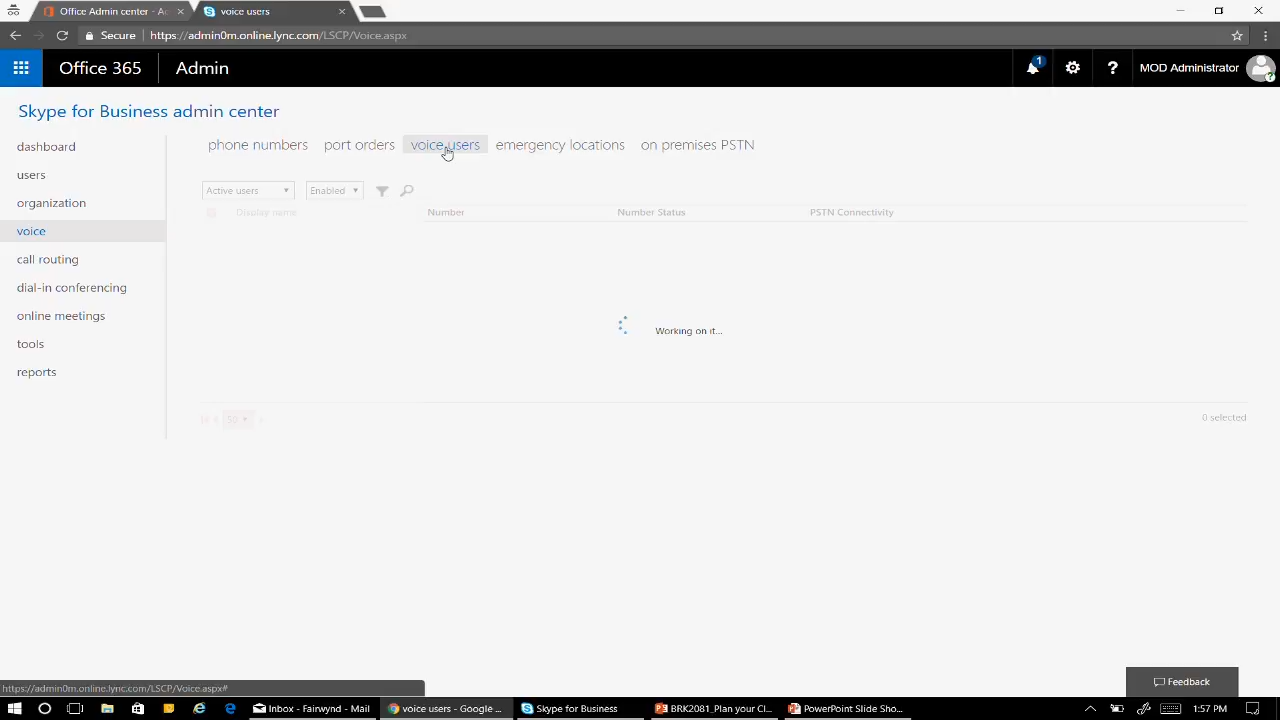 Office Admin center - Ac
voice users
Secure
https://admin0m.online.lync.com/LSCP/Voice.aspx
Office 365
Admin
1
MOD Administrator
Skype for Business admin center
dashboard
users
organization
voice
call routing
dial-in conferencing
online meetings
tools
reports
phone numbers
port orders
voice users
emergency locations
on premises PSTN
Active users
Enabled
Display name
Number
Number Status
PSTN Connectivity
Working on it...
50
0 selected
Feedback
https://admin0m.online.lync.com/LSCP/Voice.aspx#
Inbox - Fairwynd - Mail
voice users - Google ...
Skype for Business
BRK2081_Plan your Cl...
PowerPoint Slide Sho...
1:57 PM